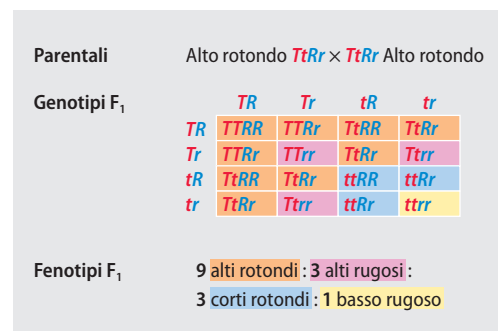 Parentali Alto rotondo TtRr × TtRr Alto rotondo
Genotipi F₁ TR Tr tR tr
TR TTRR TTRr TtRR TtRr
Tr TTRr TTrr TtRr Ttrr
tR TtRR TtRr ttRR ttRr
tr TtRr Ttrr ttRr ttrr
Fenotipi F₁ 9 alti rotondi : 3 alti rugosi :
3 corti rotondi : 1 basso rugoso